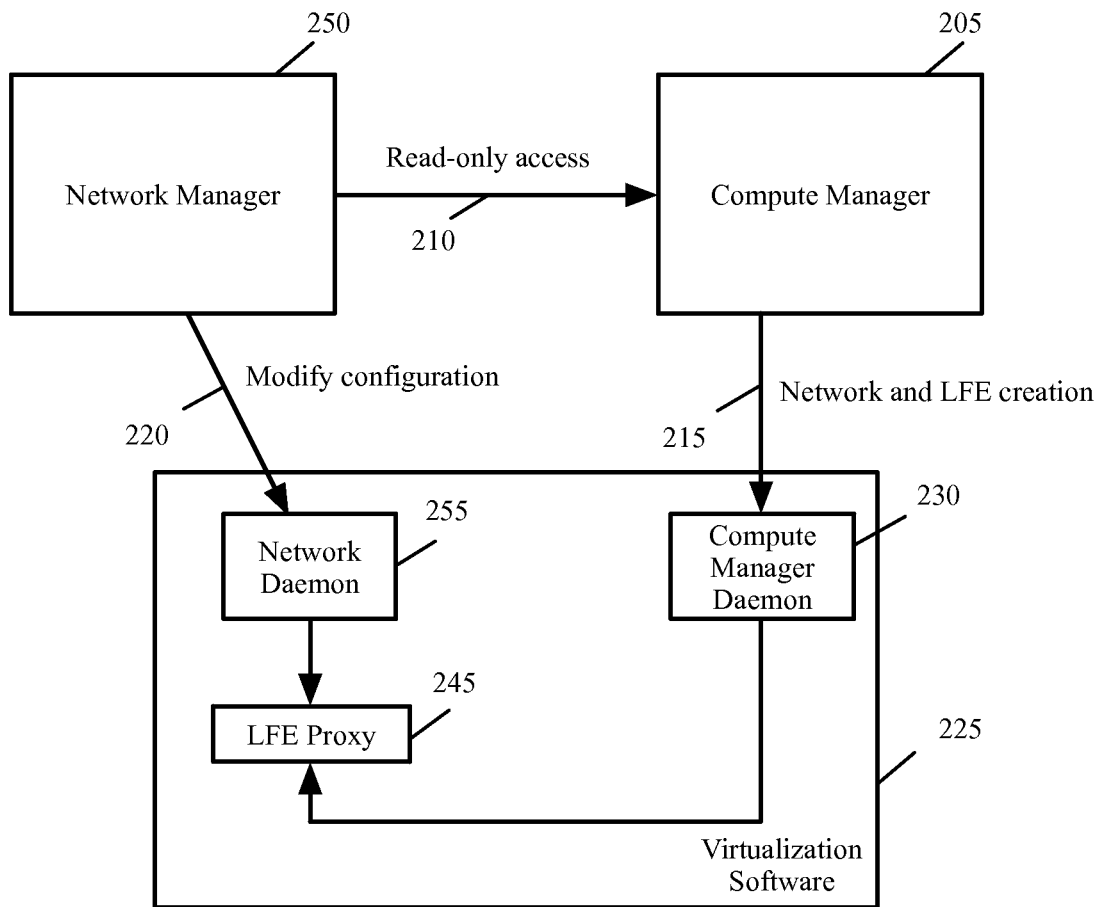 250
205
Network Manager
Read-only access
210
Compute Manager
Modify configuration
220
Network and LFE creation
215
Network
Daemon
255
Compute
Manager
Daemon
230
LFE Proxy
245
225
Virtualization
Software